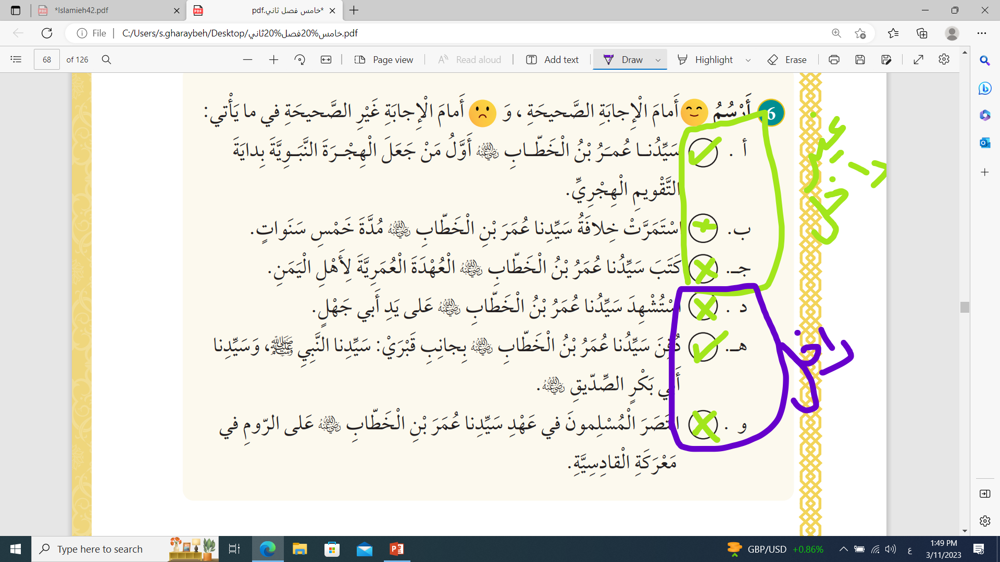 *Islamieh42.pdf
*خامس فصل ثاني.pdf
File
C:/Users/s.gharaybeh/Desktop/خامس%20فصل%20ثاني.pdf
68 of 126
Page view
Read aloud
Add text
Draw
Highlight
Erase
6 أَرْسُمُ 😊 أَمامَ الْإِجابَةِ الصَّحيحَةِ ، وَ ☹ أَمامَ الْإِجابَةِ غَيْرِ الصَّحيحَةِ في ما يَأْتي:
أ . سَيِّدُنـا عُمـَرُ بْنُ الْخَطّـابِ رضي الله عنه أَوَّلُ مَنْ جَعَلَ الْهِجْـرَةَ النَّبَـوِيَّةَ بِدايَةَ
التَّقْويمِ الْهِجْرِيِّ.
ب. اسْتَمَرَّتْ خِلافَةُ سَيِّدِنا عُمَرَ بْنِ الْخَطّابِ رضي الله عنه مُدَّةَ خَمْسِ سَنَواتٍ.
جـ. كَتَبَ سَيِّدُنا عُمَرُ بْنُ الْخَطّابِ رضي الله عنه الْعُهْدَةَ الْعُمَرِيَّةَ لِأَهْلِ الْيَمَنِ.
د . اسْتُشْهِدَ سَيِّدُنا عُمَرُ بْنُ الْخَطّابِ رضي الله عنه عَلى يَدِ أَبي جَهْلٍ.
هـ. دُفِنَ سَيِّدُنا عُمَرُ بْنُ الْخَطّابِ رضي الله عنه بِجانِبِ قَبْرَيْ: سَيِّدِنا النَّبِيِ ﷺ، وَسَيِّدِنا
أَبي بَكْرٍ الصِّدّيقِ رضي الله عنه.
و . انْتَصَرَ الْمُسْلِمونَ في عَهْدِ سَيِّدِنا عُمَرَ بْنِ الْخَطّابِ رضي الله عنه عَلى الرّومِ في
مَعْرَكَةِ الْقادِسِيَّةِ.
Type here to search
GBP/USD +0.86%
ع
1:49 PM
3/11/2023